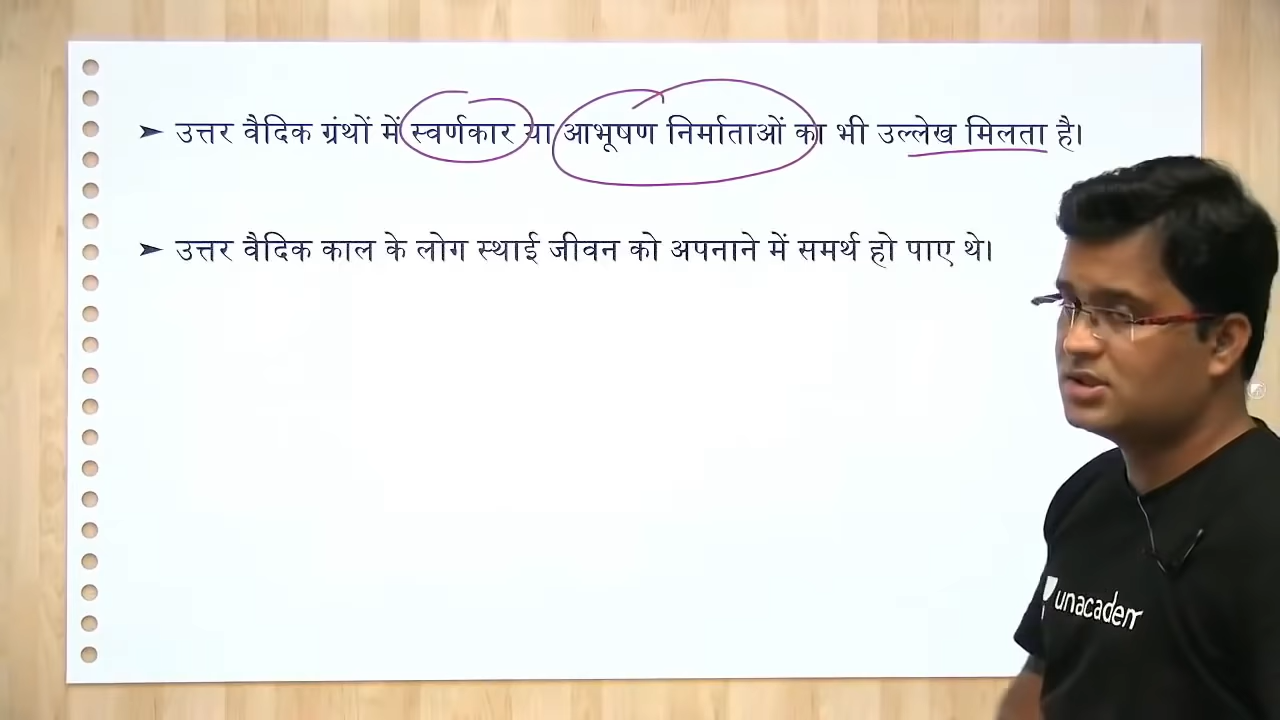 ➤ उत्तर वैदिक ग्रंथों में स्वर्णकार या आभूषण निर्माताओं का भी उल्लेख मिलता है।
➤ उत्तर वैदिक काल के लोग स्थाई जीवन को अपनाने में समर्थ हो पाए थे।
unacadem